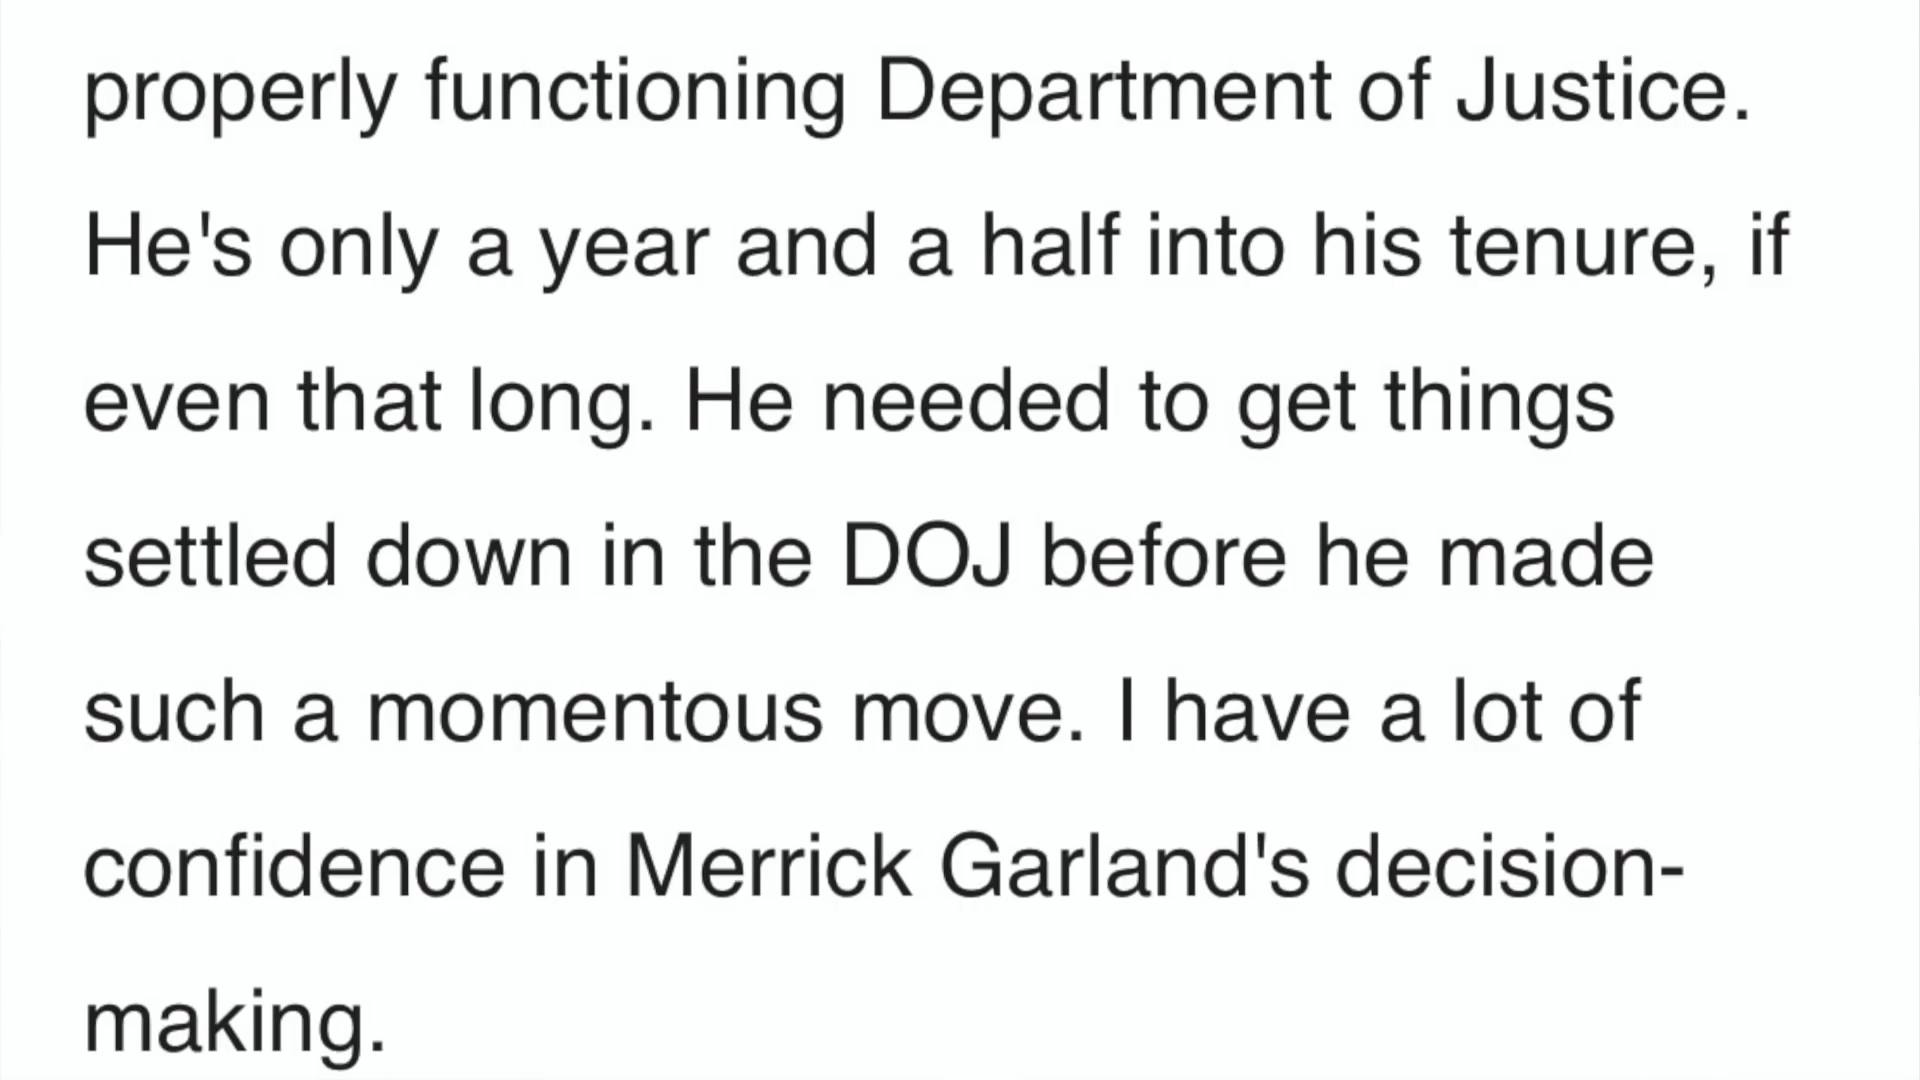 properly functioning Department of Justice.
He's only a year and a half into his tenure, if
even that long. He needed to get things
settled down in the DOJ before he made
such a momentous move. I have a lot of
confidence in Merrick Garland's decision-
making.